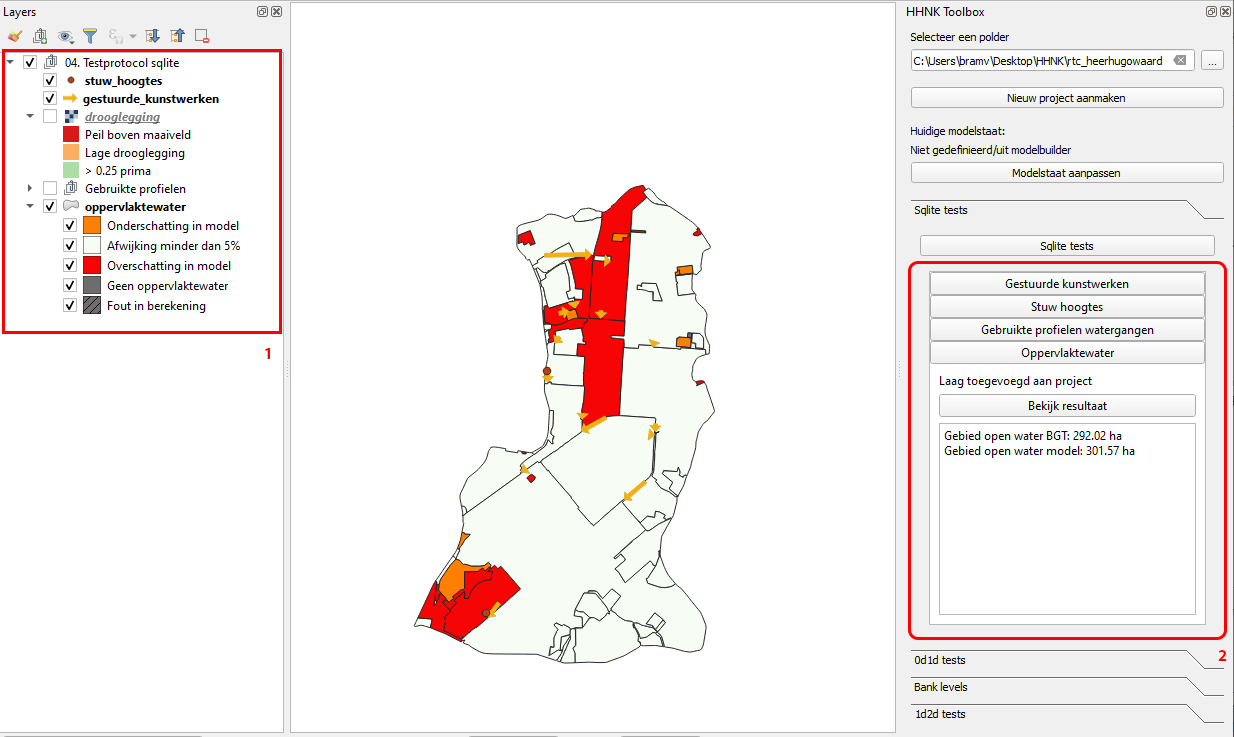 Layers
04. Testprotocol sqlite
stuw_hoogtes
gestuurde_kunstwerken
drooglegging
Peil boven maaiveld
Lage drooglegging
> 0.25 prima
Gebruikte profielen
oppervlaktewater
Onderschatting in model
Afwijking minder dan 5%
Overschatting in model
Geen oppervlaktewater
Fout in berekening
1
HHNK Toolbox
Selecteer een polder
C:\Users\bramv\Desktop\HHNK\rtc_heerhugowaard
...
Nieuw project aanmaken
Huidige modelstaat:
Niet gedefinieerd/uit modelbuilder
Modelstaat aanpassen
Sqlite tests
Sqlite tests
Gestuurde kunstwerken
Stuw hoogtes
Gebruikte profielen watergangen
Oppervlaktewater
Laag toegevoegd aan project
Bekijk resultaat
Gebied open water BGT: 292.02 ha
Gebied open water model: 301.57 ha
2
0d1d tests
Bank levels
1d2d tests